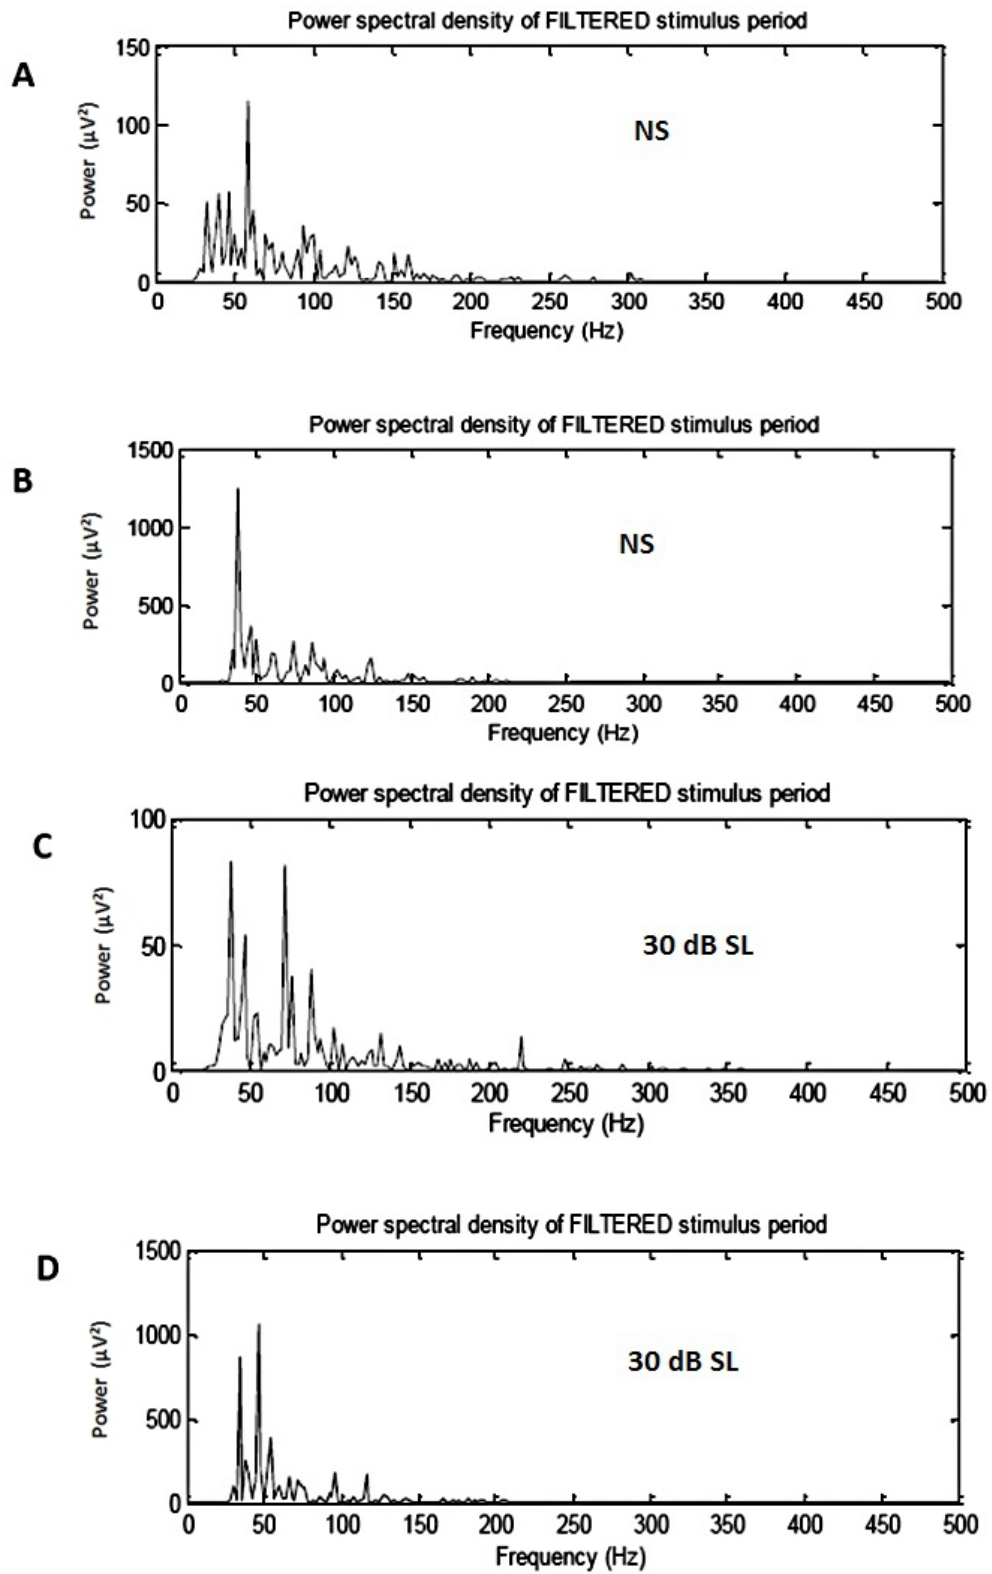 Power spectral density of FILTERED stimulus period
A
150
100
50
0
Power (µV²)
NS
0 50 100 150 200 250 300 350 400 450 500
Frequency (Hz)
Power spectral density of FILTERED stimulus period
B
1500
1000
500
0
Power (µV²)
NS
0 50 100 150 200 250 300 350 400 450 500
Frequency (Hz)
Power spectral density of FILTERED stimulus period
C
100
50
0
Power (µV²)
30 dB SL
0 50 100 150 200 250 300 350 400 450 500
Frequency (Hz)
Power spectral density of FILTERED stimulus period
D
1500
1000
500
0
Power (µV²)
30 dB SL
0 50 100 150 200 250 300 350 400 450 500
Frequency (Hz)